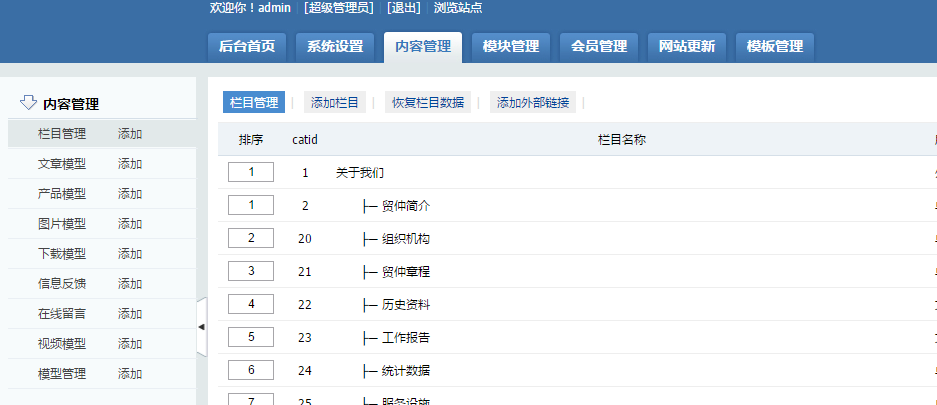 欢迎你！admin | [超级管理员] | [退出] | 浏览站点
后台首页 系统设置 内容管理 模块管理 会员管理 网站更新 模板管理
内容管理
栏目管理 添加
文章模型 添加
产品模型 添加
图片模型 添加
下载模型 添加
信息反馈 添加
在线留言 添加
视频模型 添加
模型管理 添加
栏目管理 | 添加栏目 | 恢复栏目数据 | 添加外部链接 |
排序 catid 栏目名称
1 1 关于我们
1 2 ├─ 贸仲简介
2 20 ├─ 组织机构
3 21 ├─ 贸仲章程
4 22 ├─ 历史资料
5 23 ├─ 工作报告
6 24 ├─ 统计数据
7 25 ├─ 服务设施